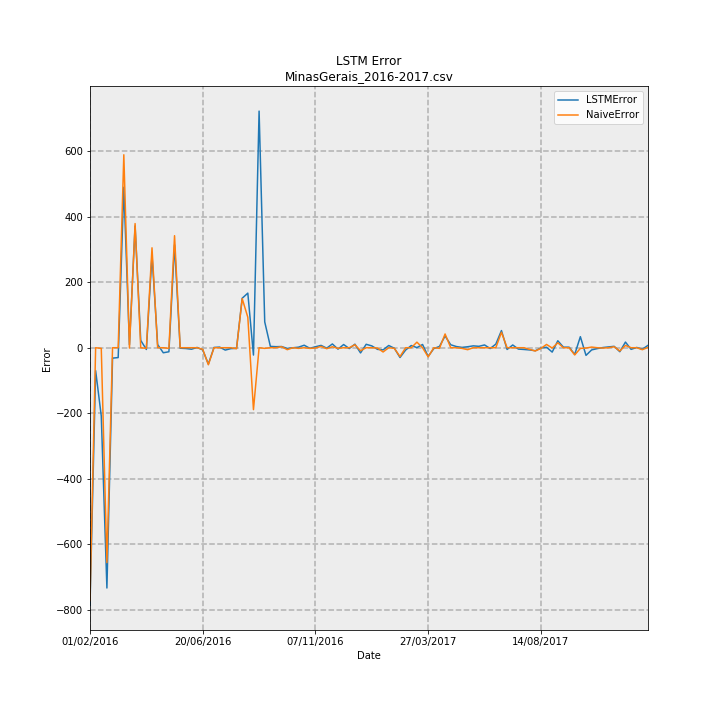 LSTM Error
MinasGerais_2016-2017.csv
LSTMError
NaiveError
600
400
200
0
−200
−400
−600
−800
Error
01/02/2016
20/06/2016
07/11/2016
27/03/2017
14/08/2017
Date